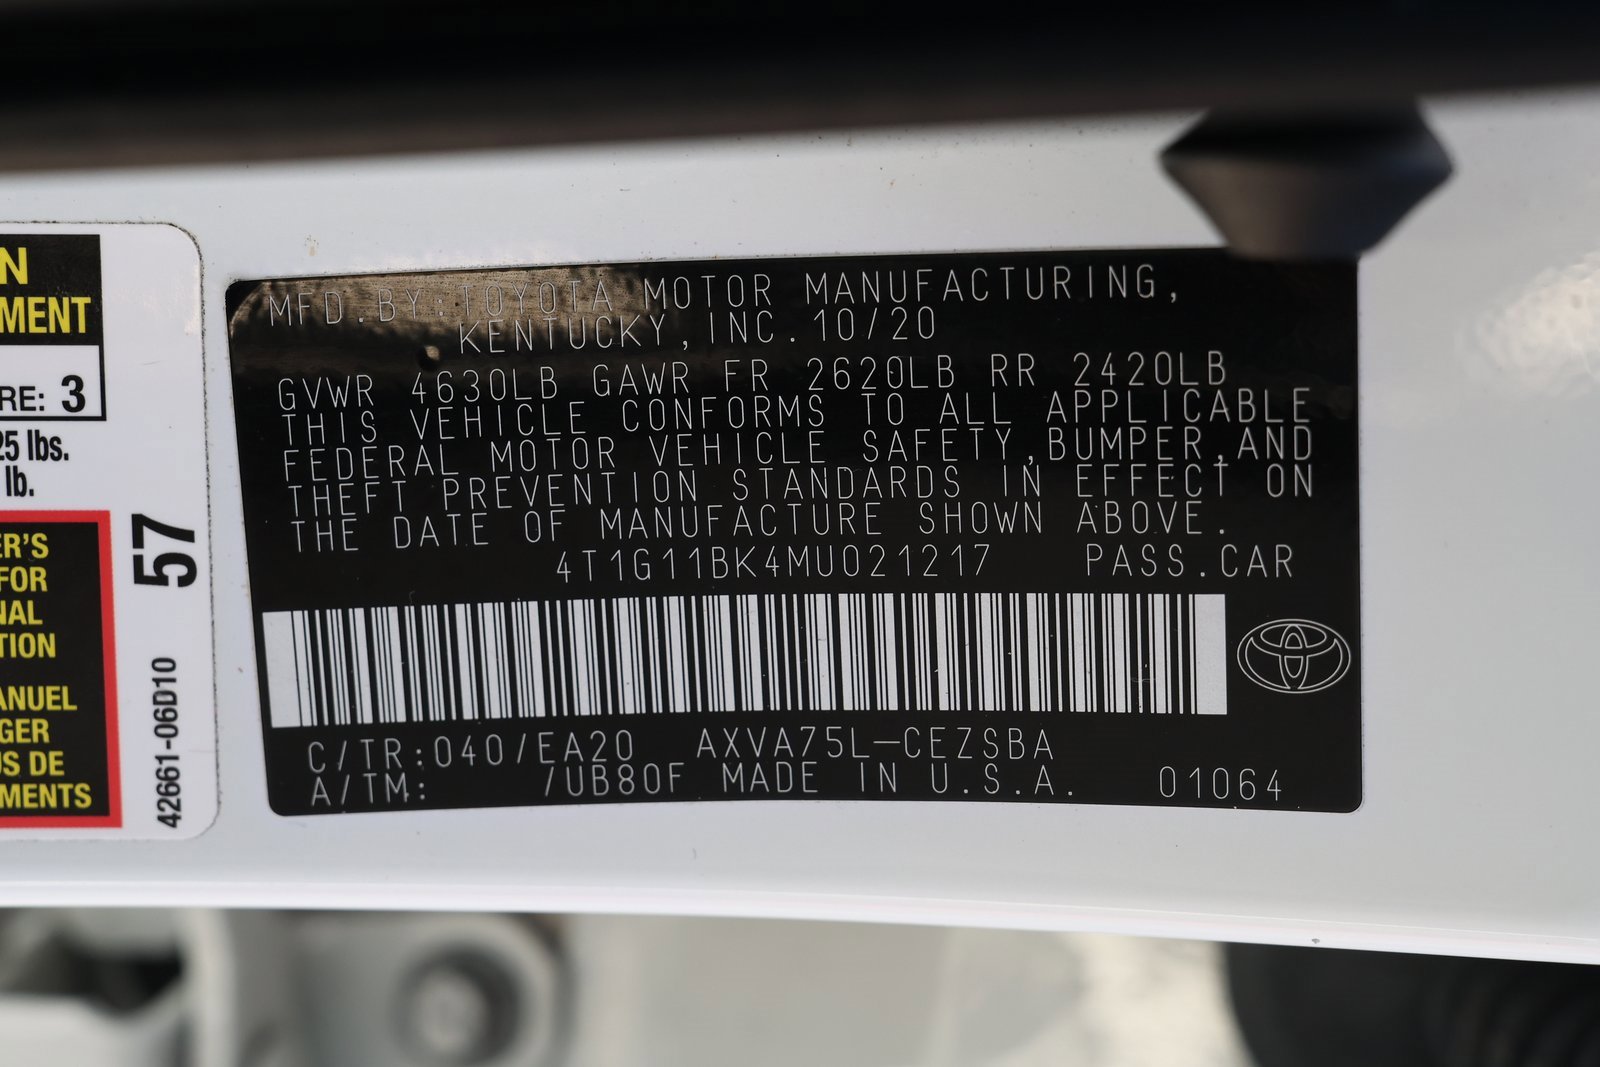 N
MENT
RE: 3
25 lbs.
lb.
ER'S
FOR
NAL
TION
ANUEL
GER
US DE
MENTS
57
42661-06D10
MFD.BY:TOYOTA MOTOR MANUFACTURING,
KENTUCKY,INC.10/20
GVWR 4630LB GAWR FR 2620LB RR 2420LB
THIS VEHICLE CONFORMS TO ALL APPLICABLE
FEDERAL MOTOR VEHICLE SAFETY,BUMPER,AND
THEFT PREVENTION STANDARDS IN EFFECT ON
THE DATE OF MANUFACTURE SHOWN ABOVE.
4T1G11BK4MU021217 PASS.CAR
C/TR:040/EA20 AXVA75L-CEZSBA
A/TM: /UB80F MADE IN U.S.A. 01064